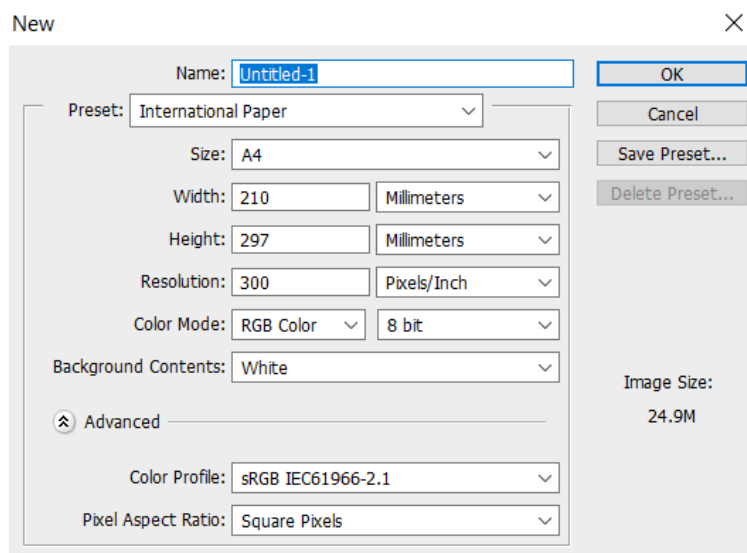 New
Name: Untitled-1
OK
Preset: International Paper
Cancel
Size: A4
Save Preset...
Width: 210 Millimeters
Delete Preset...
Height: 297 Millimeters
Resolution: 300 Pixels/Inch
Color Mode: RGB Color 8 bit
Background Contents: White
Image Size:
24.9M
Advanced
Color Profile: sRGB IEC61966-2.1
Pixel Aspect Ratio: Square Pixels